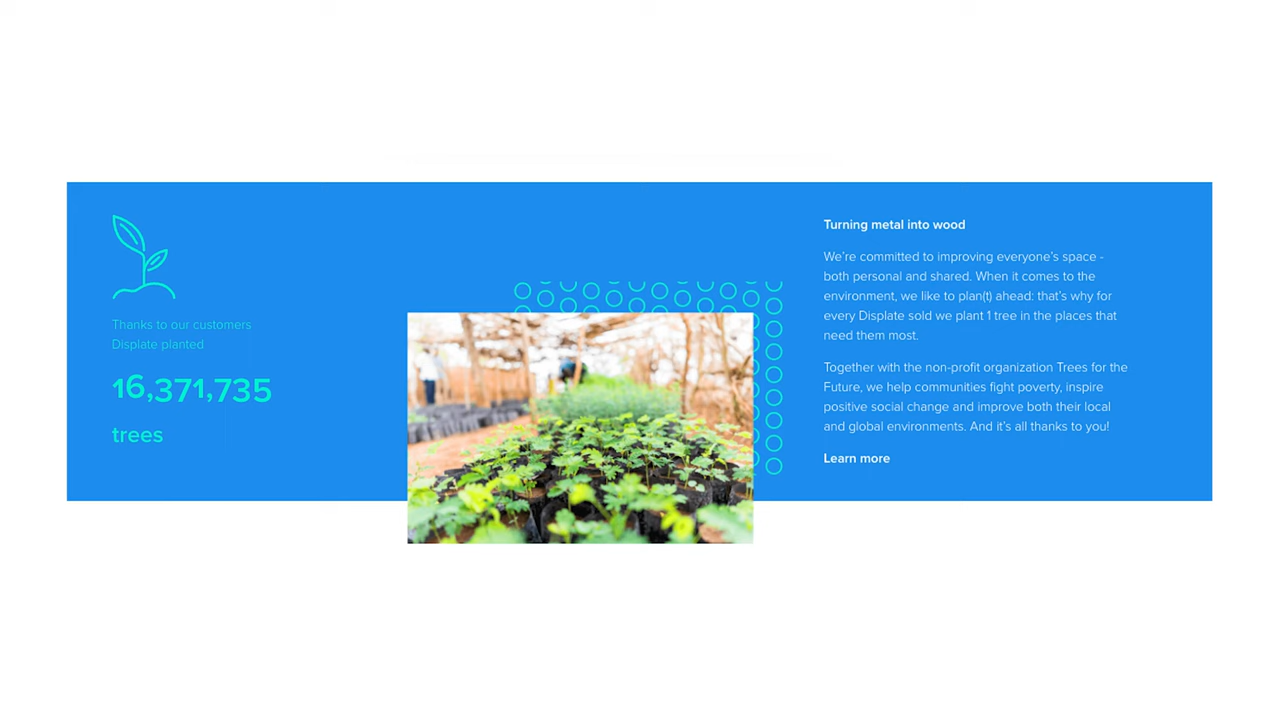 Thanks to our customers
Displate planted
16,371,735
trees
Turning metal into wood
We’re committed to improving everyone’s space -
both personal and shared. When it comes to the
environment, we like to plan(t) ahead: that’s why for
every Displate sold we plant 1 tree in the places that
need them most.
Together with the non-profit organization Trees for the
Future, we help communities fight poverty, inspire
positive social change and improve both their local
and global environments. And it’s all thanks to you!
Learn more